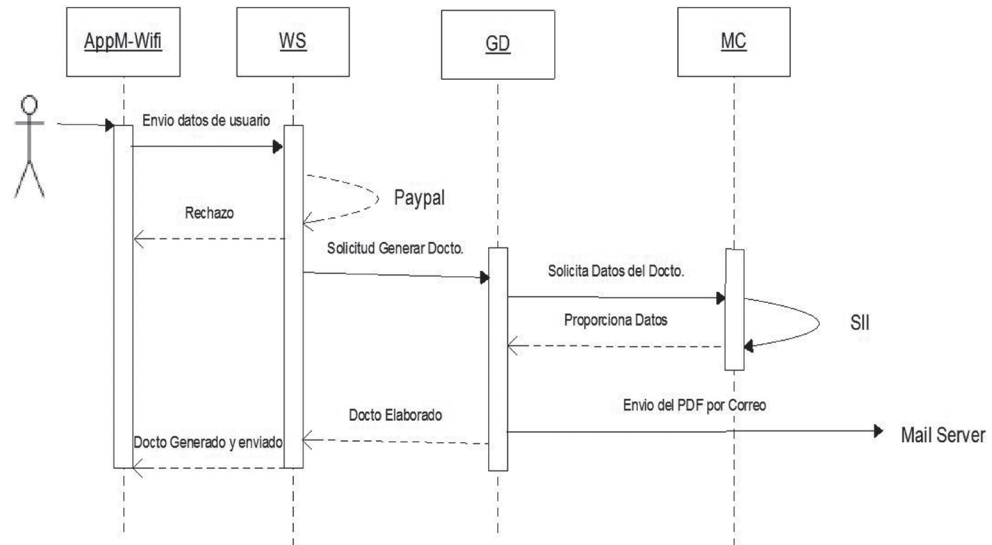 AppM-Wifi
WS
GD
MC
Envio datos de usuario
Paypal
Rechazo
Solicitud Generar Docto.
Solicita Datos del Docto.
Proporciona Datos
SII
Envio del PDF por Correo
Docto Elaborado
Mail Server
Docto Generado y enviado